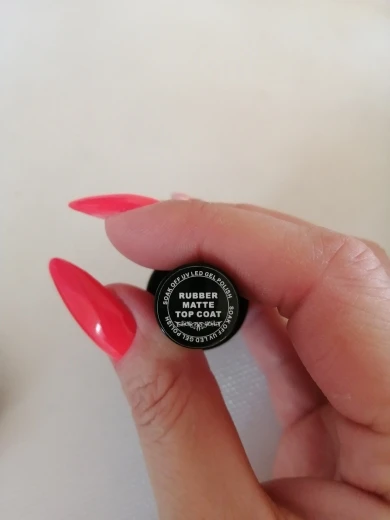 SOAK OFF UV LED GEL POLISH
RUBBER
MATTE
TOP COAT
SOAK OFF UV LED GEL POLISH